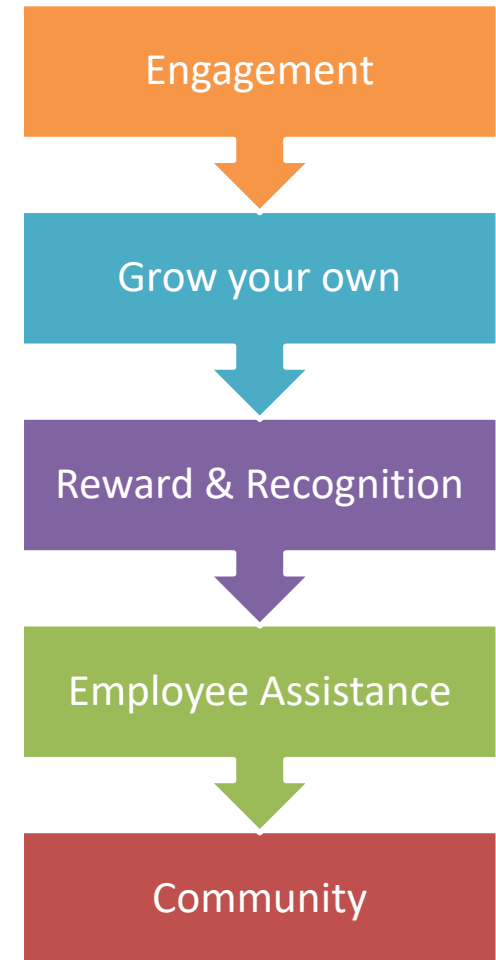 Engagement
Grow your own
Reward & Recognition
Employee Assistance
Community